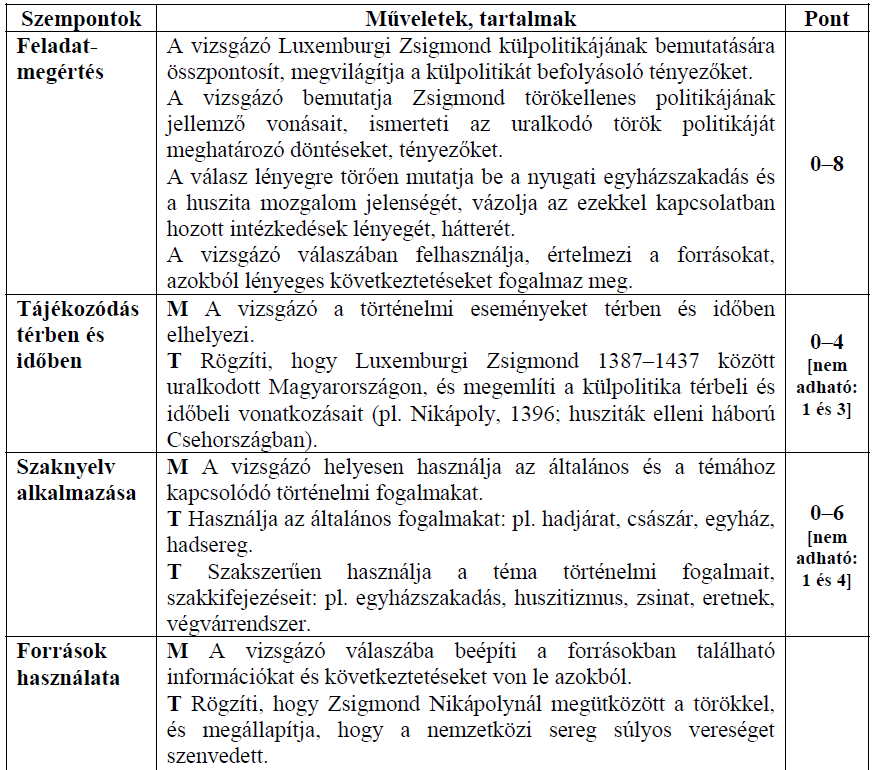 Szempontok Műveletek, tartalmak Pont
Feladat-
megértés
A vizsgázó Luxemburgi Zsigmond külpolitikájának bemutatására
összpontosít, megvilágítja a külpolitikát befolyásoló tényezőket.
A vizsgázó bemutatja Zsigmond törökellenes politikájának
jellemző vonásait, ismerteti az uralkodó török politikáját
meghatározó döntéseket, tényezőket.
A válasz lényegre törően mutatja be a nyugati egyházszakadás és
a huszita mozgalom jelenségét, vázolja az ezekkel kapcsolatban
hozott intézkedések lényegét, hátterét.
A vizsgázó válaszában felhasználja, értelmezi a forrásokat,
azokból lényeges következtetéseket fogalmaz meg.
0–8
Tájékozódás
térben és
időben
M A vizsgázó a történelmi eseményeket térben és időben
elhelyezi.
T Rögzíti, hogy Luxemburgi Zsigmond 1387–1437 között
uralkodott Magyarországon, és megemlíti a külpolitika térbeli és
időbeli vonatkozásait (pl. Nikápoly, 1396; husziták elleni háború
Csehországban).
0–4
[nem
adható:
1 és 3]
Szaknyelv
alkalmazása
M A vizsgázó helyesen használja az általános és a témához
kapcsolódó történelmi fogalmakat.
T Használja az általános fogalmakat: pl. hadjárat, császár, egyház,
hadsereg.
T Szakszerűen használja a téma történelmi fogalmait,
szakkifejezéseit: pl. egyházszakadás, huszitizmus, zsinat, eretnek,
végvárrendszer.
0–6
[nem
adható:
1 és 4]
Források
használata
M A vizsgázó válaszába beépíti a forrásokban található
információkat és következtetéseket von le azokból.
T Rögzíti, hogy Zsigmond Nikápolynál megütközött a törökkel,
és megállapítja, hogy a nemzetközi sereg súlyos vereséget
szenvedett.